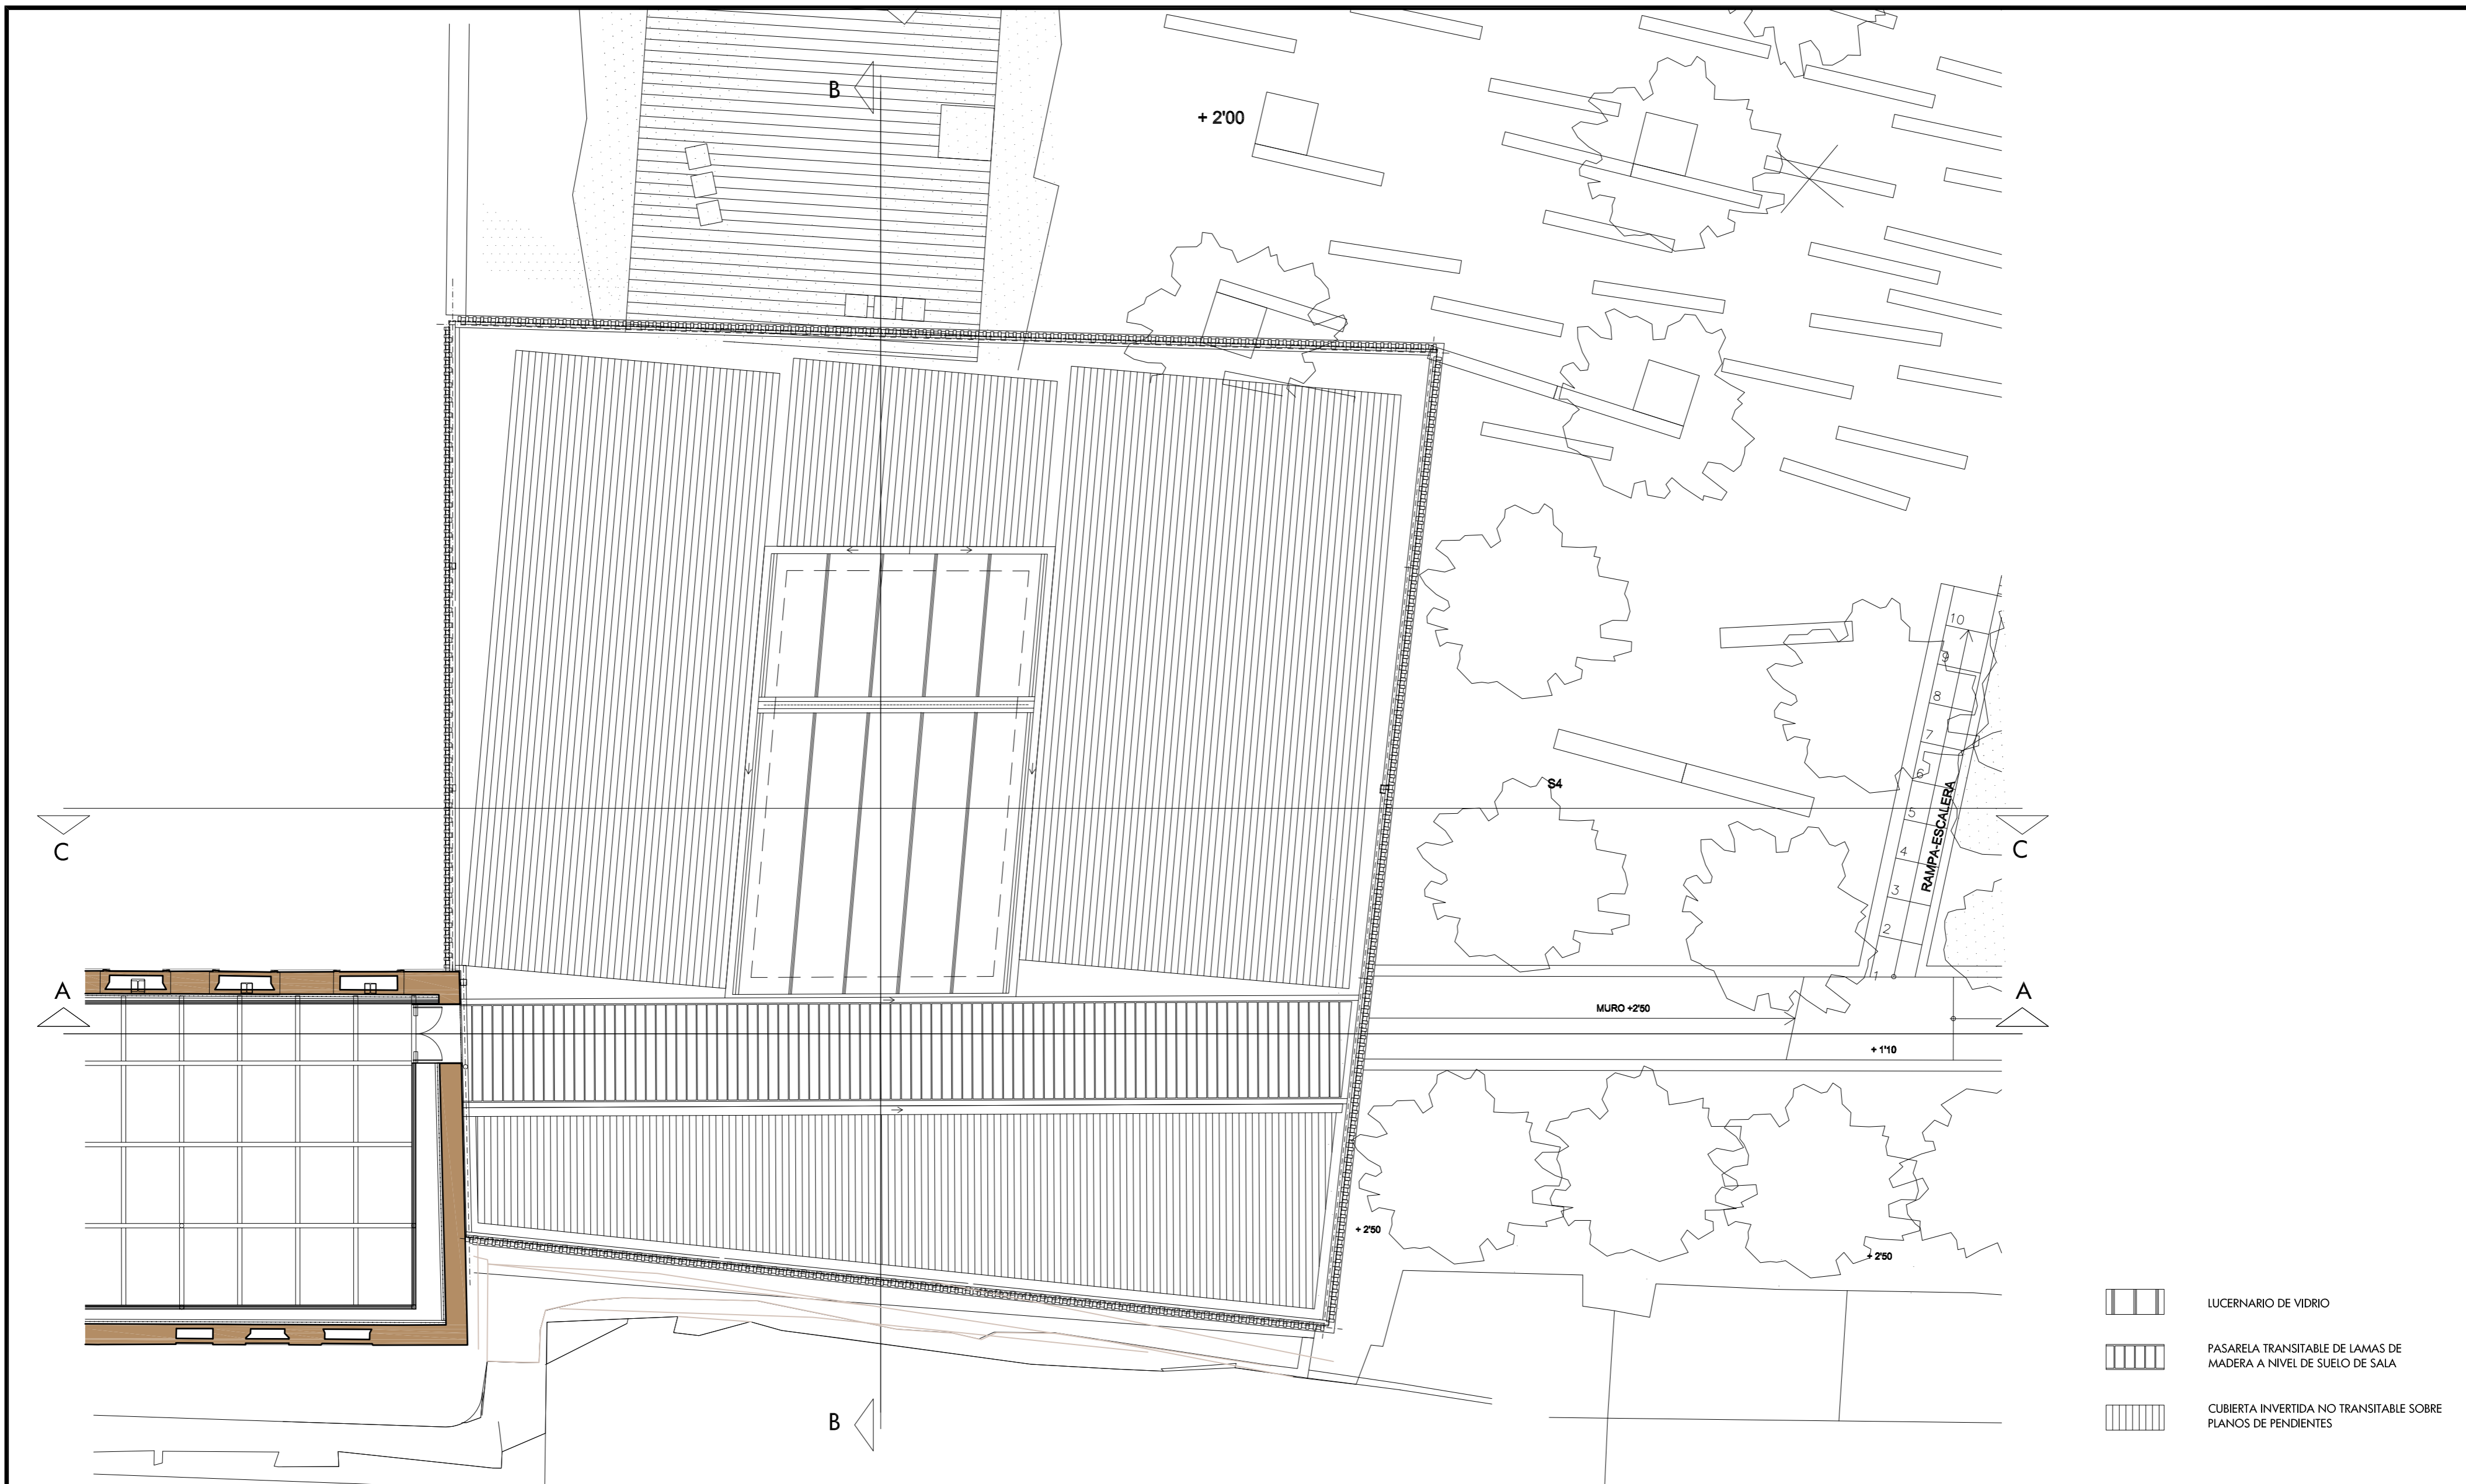 B
+ 2'00
10
9
8
7
6
S4
5
RAMPA-ESCALERA
C
C
4
3
2
1
A
A
MURO +2'50
+ 1'10
+ 2'50
+ 2'50
LUCERNARIO DE VIDRIO
PASARELA TRANSITABLE DE LAMAS DE
MADERA A NIVEL DE SUELO DE SALA
CUBIERTA INVERTIDA NO TRANSITABLE SOBRE
PLANOS DE PENDIENTES
B